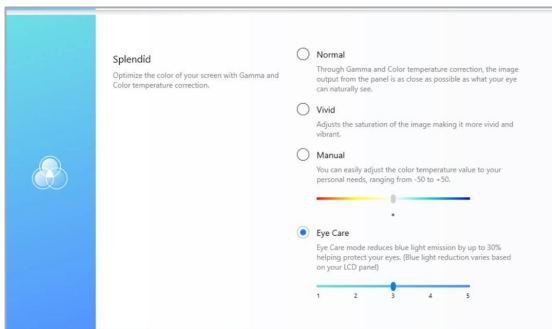 Splendid
Optimize the color of your screen with Gamma and
Color temperature correction.
Normal
Through Gamma and Color temperature correction, the image
output from the panel is as close as possible as what your eye
can naturally see.
Vivid
Adjusts the saturation of the image making it more vivid and
vibrant.
Manual
You can easily adjust the color temperature value to your
personal needs, ranging from -50 to +50.
Eye Care
Eye Care mode reduces blue light emission by up to 30%
helping protect your eyes. (Blue light reduction varies based
on your LCD panel)
1 2 3 4 5